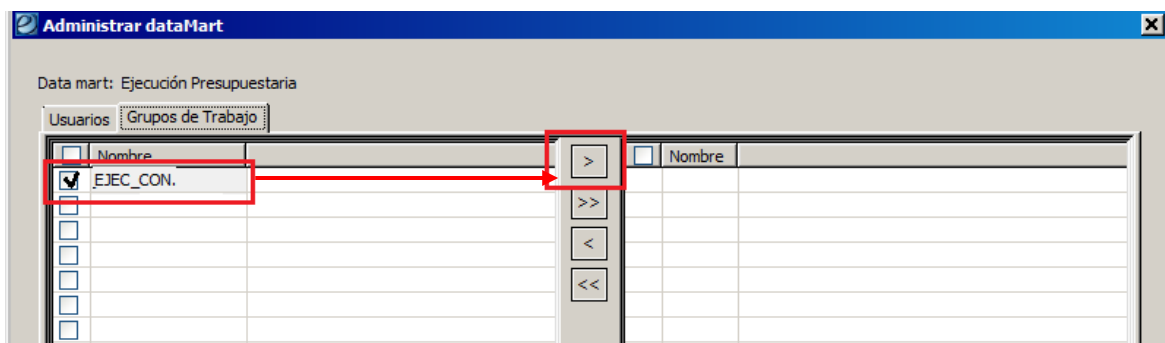 Administrar dataMart
Data mart: Ejecución Presupuestaria
Usuarios Grupos de Trabajo
Nombre > Nombre
EJEC_CON.
>>
<
<<